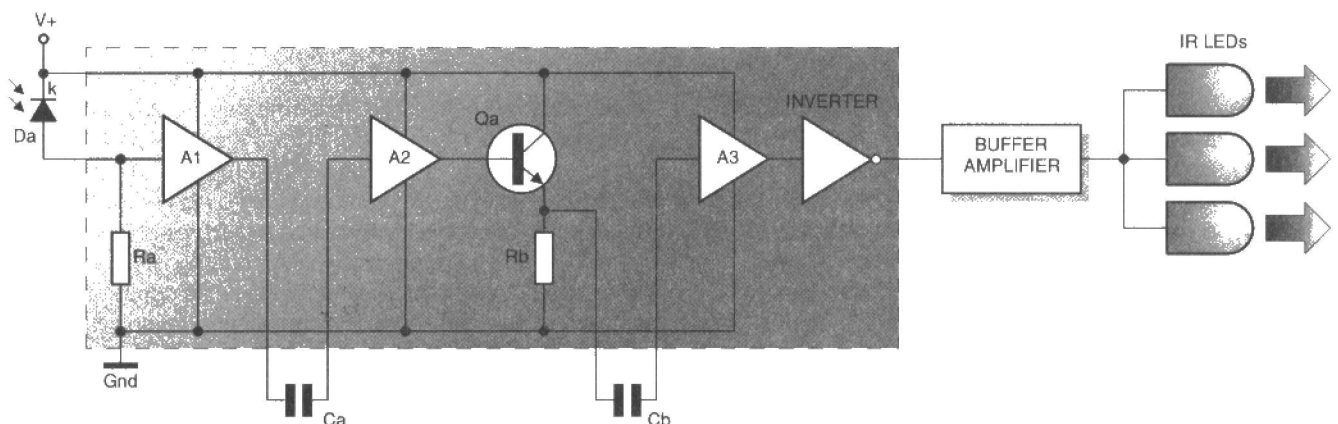 V+
IR LEDs
k
Da
A1
A2
Qa
A3
INVERTER
BUFFER
AMPLIFIER
Ra
Rb
Gnd
Ca
Cb